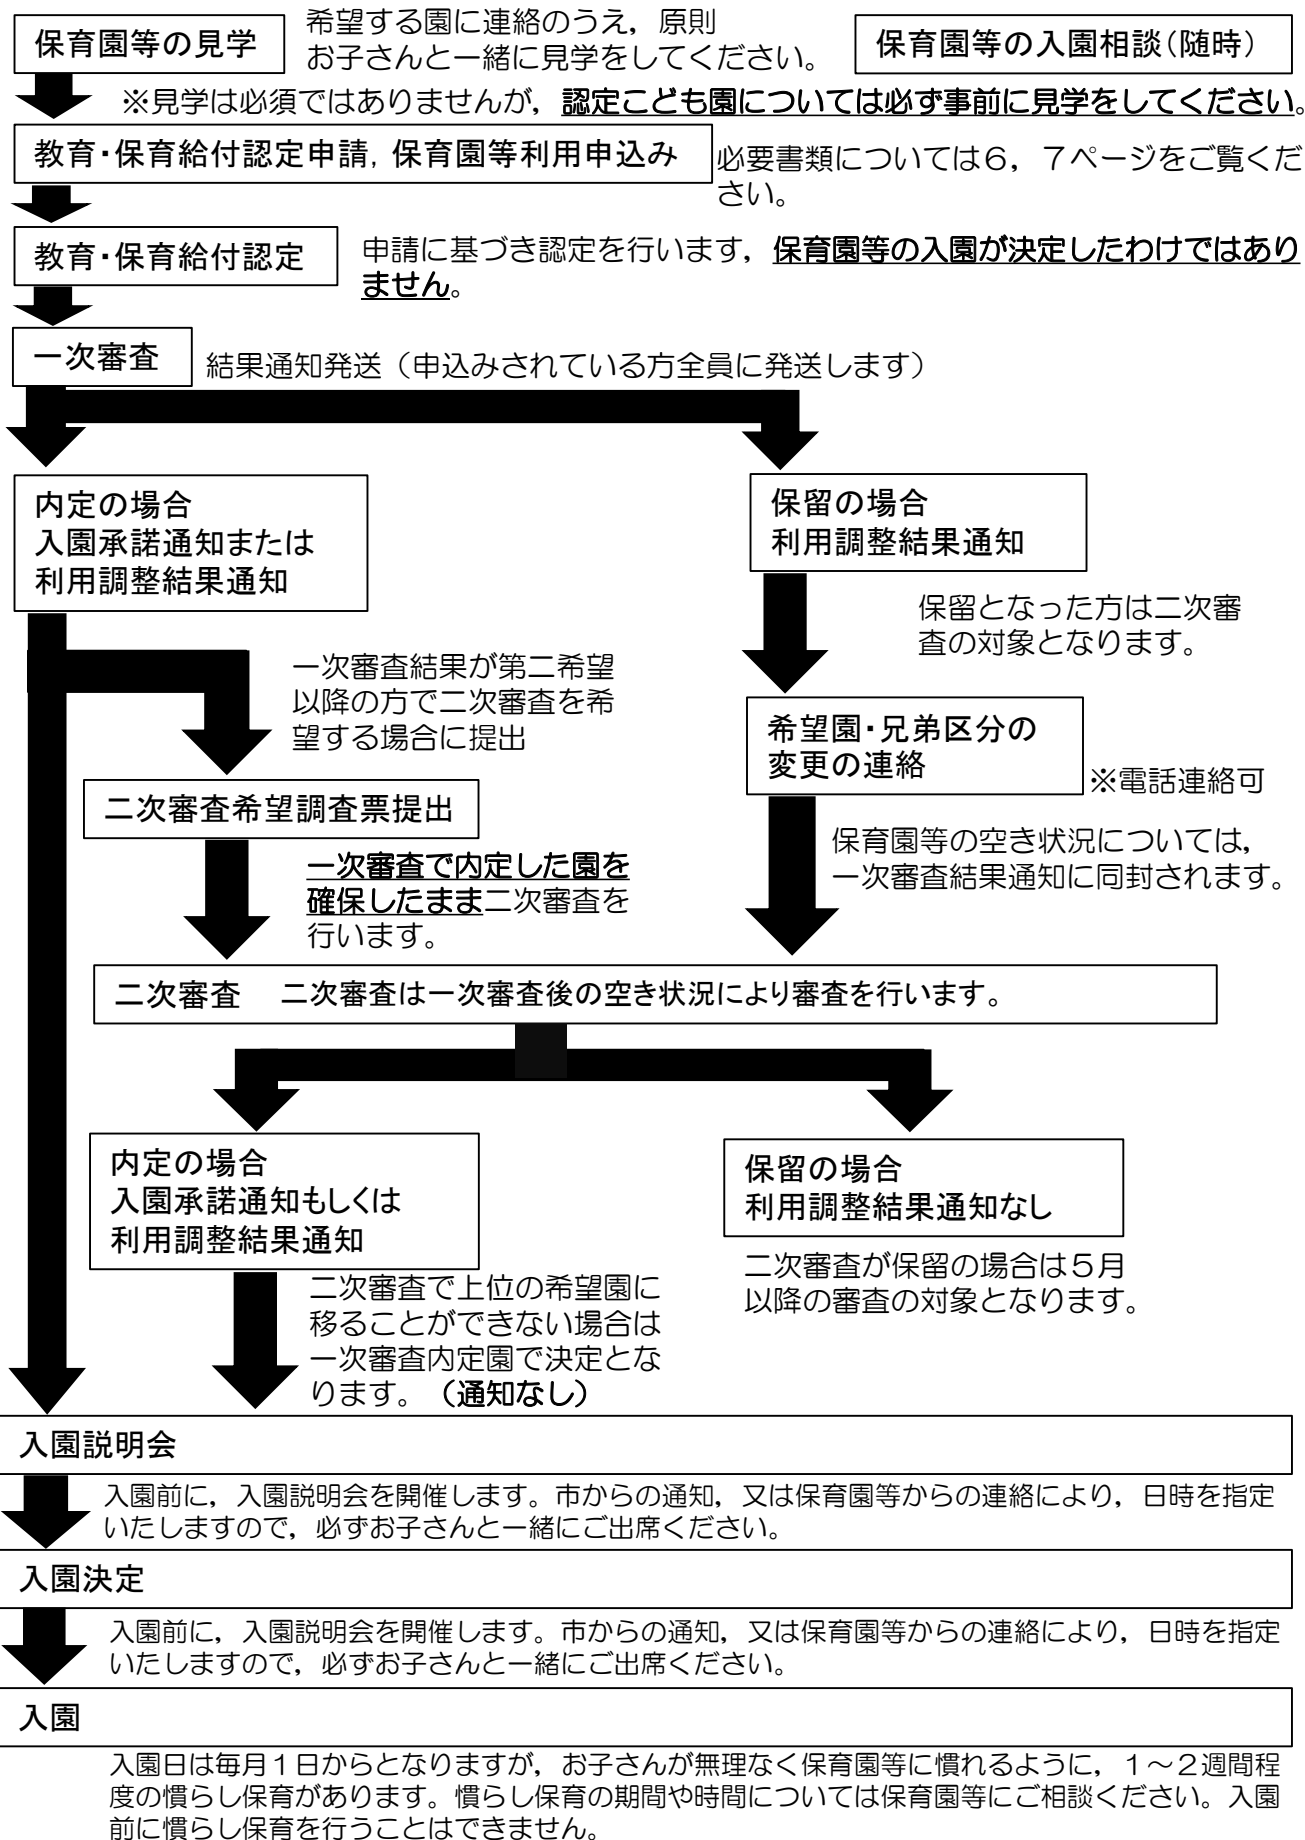 保育園等の見学
希望する園に連絡のうえ，原則
お子さんと一緒に見学をしてください。
保育園等の入園相談（随時）
※見学は必須ではありませんが，認定こども園については必ず事前に見学をしてください。
教育・保育給付認定申請，保育園等利用申込み
必要書類については６，７ページをご覧くだ
さい。
教育・保育給付認定
申請に基づき認定を行います，保育園等の入園が決定したわけではあり
ません。
一次審査
結果通知発送（申込みされている方全員に発送します）
内定の場合
入園承諾通知または
利用調整結果通知
保留の場合
利用調整結果通知
保留となった方は二次審
査の対象となります。
一次審査結果が第二希望
以降の方で二次審査を希
望する場合に提出
希望園・兄弟区分の
変更の連絡
※電話連絡可
二次審査希望調査票提出
保育園等の空き状況については，
一次審査結果通知に同封されます。
一次審査で内定した園を
確保したまま二次審査を
行います。
二次審査　二次審査は一次審査後の空き状況により審査を行います。
内定の場合
入園承諾通知もしくは
利用調整結果通知
保留の場合
利用調整結果通知なし
二次審査が保留の場合は５月
以降の審査の対象となります。
二次審査で上位の希望園に
移ることができない場合は
一次審査内定園で決定とな
ります。（通知なし）
入園説明会
入園前に，入園説明会を開催します。市からの通知，又は保育園等からの連絡により，日時を指定
いたしますので，必ずお子さんと一緒にご出席ください。
入園決定
入園前に，入園説明会を開催します。市からの通知，又は保育園等からの連絡により，日時を指定
いたしますので，必ずお子さんと一緒にご出席ください。
入園
入園日は毎月１日からとなりますが，お子さんが無理なく保育園等に慣れるように，１～２週間程
度の慣らし保育があります。慣らし保育の期間や時間については保育園等にご相談ください。入園
前に慣らし保育を行うことはできません。